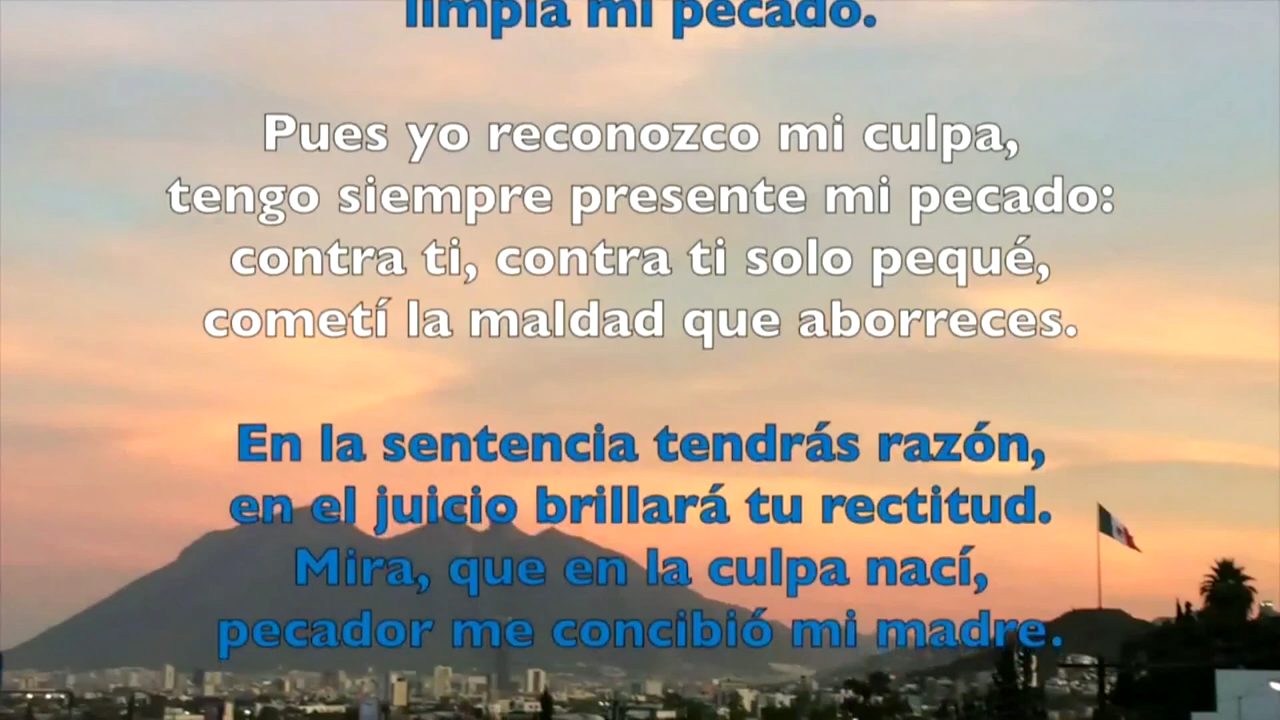 limpia mi pecado.
Pues yo reconozco mi culpa,
tengo siempre presente mi pecado:
contra ti, contra ti solo pequé,
cometí la maldad que aborreces.
En la sentencia tendrás razón,
en el juicio brillará tu rectitud.
Mira, que en la culpa nací,
pecador me concibió mi madre.